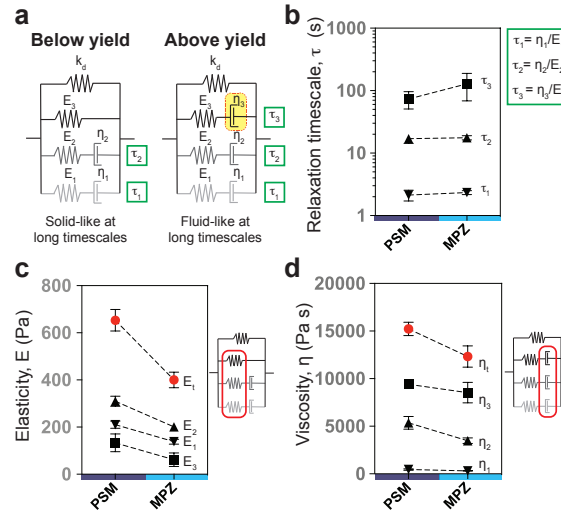 a
Below yield
Above yield
k_d
E_3
E_2
η_2
E_1
η_1
τ_2
τ_1
k_d
η_3
E_3
E_2
η_2
E_1
η_1
τ_3
τ_2
τ_1
Solid-like at
long timescales
Fluid-like at
long timescales
b
Relaxation timescale, τ (s)
1000
100
10
1
τ_3
τ_2
τ_1
PSM
MPZ
τ_1= η_1/E
τ_2= η_2/E_2
τ_3= η_3/E
c
Elasticity, E (Pa)
800
600
400
200
0
E_t
E_2
E_1
E_3
PSM
MPZ
d
Viscosity, η (Pa s)
20000
15000
10000
5000
0
η_t
η_3
η_2
η_1
PSM
MPZ